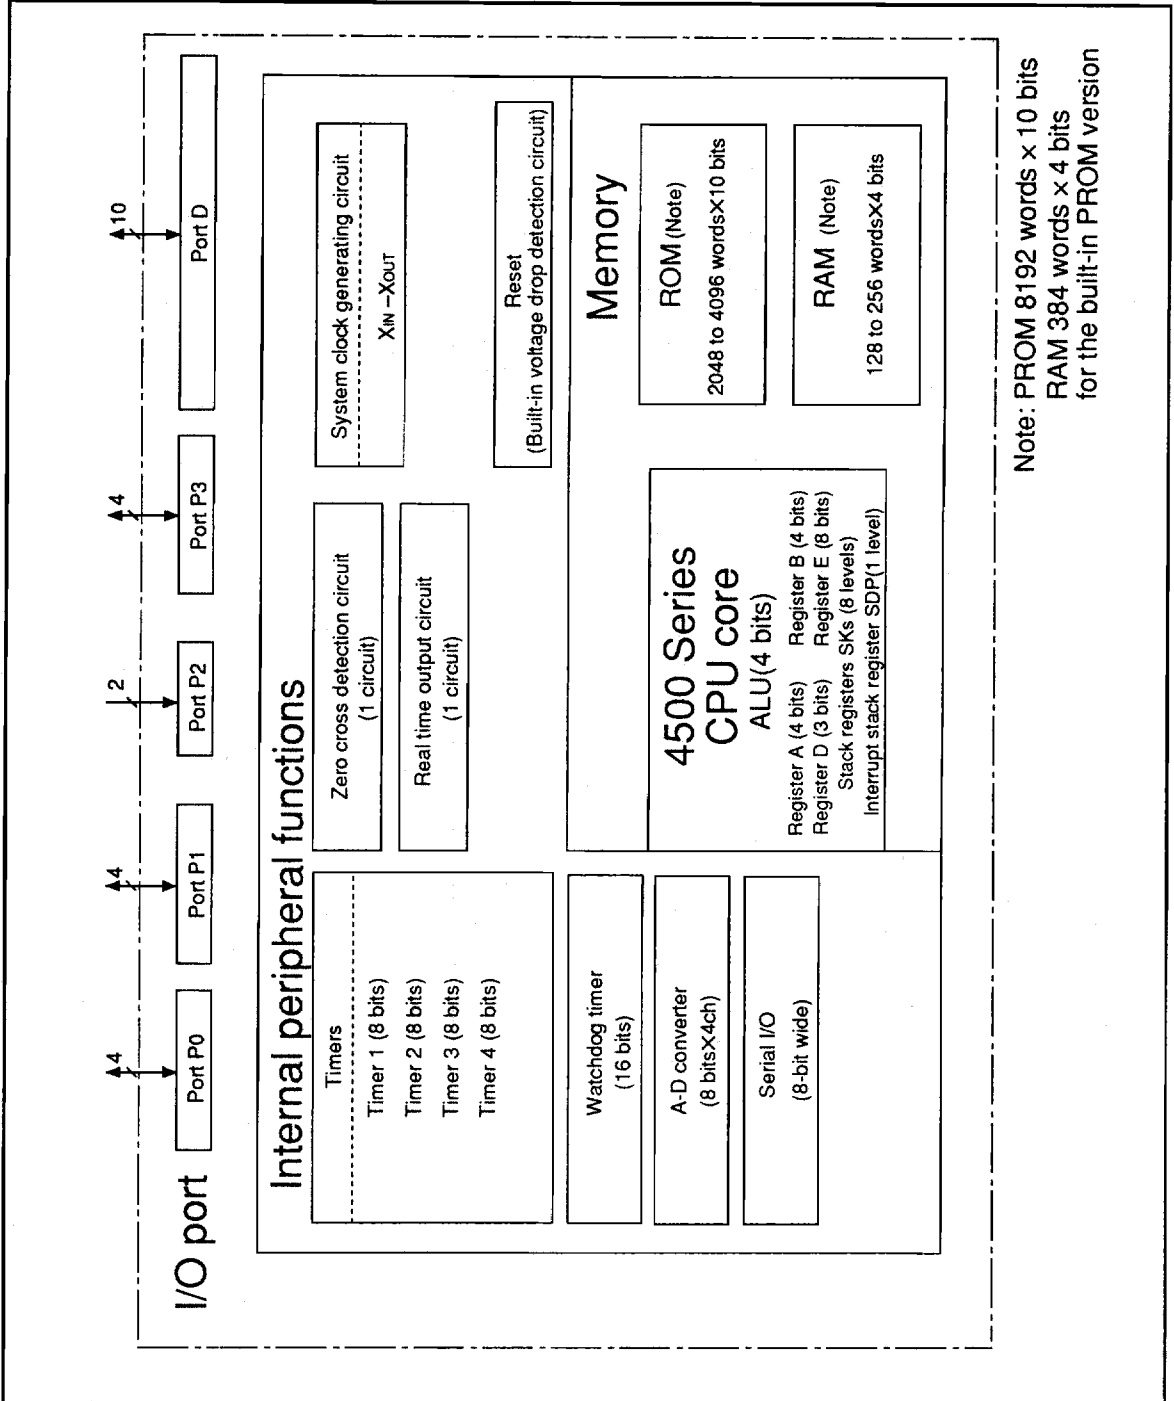 I/O port
4
4
2
4
10
Port P0
Port P1
Port P2
Port P3
Port D
Internal peripheral functions
Timers
Timer 1 (8 bits)
Timer 2 (8 bits)
Timer 3 (8 bits)
Timer 4 (8 bits)
Zero cross detection circuit
(1 circuit)
Real time output circuit
(1 circuit)
System clock generating circuit
XIN –XOUT
Reset
(Built-in voltage drop detection circuit)
Watchdog timer
(16 bits)
A-D converter
(8 bits×4ch)
Serial I/O
(8-bit wide)
4500 Series
CPU core
ALU(4 bits)
Register A (4 bits) Register B (4 bits)
Register D (3 bits) Register E (8 bits)
Stack registers SKs (8 levels)
Interrupt stack register SDP(1 level)
Memory
ROM (Note)
2048 to 4096 words×10 bits
RAM (Note)
128 to 256 words×4 bits
Note: PROM 8192 words × 10 bits
RAM 384 words × 4 bits
for the built-in PROM version